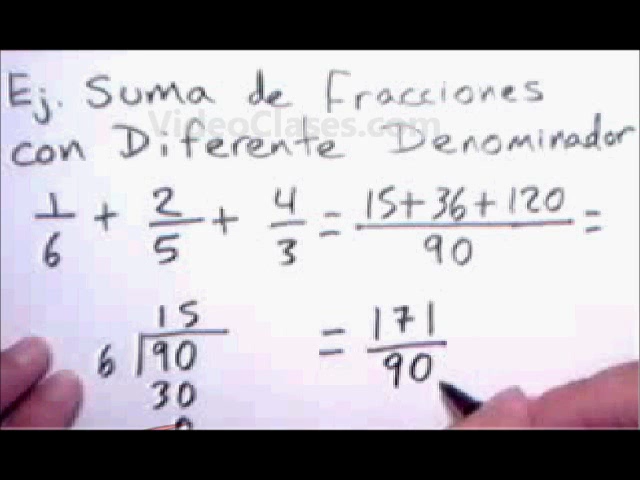 Ej. Suma de Fracciones
VideoClases.com
con Diferente Denominador
1/6 + 2/5 + 4/3 = 15+36+120/90 =
15
6 90
30
0
= 171/90